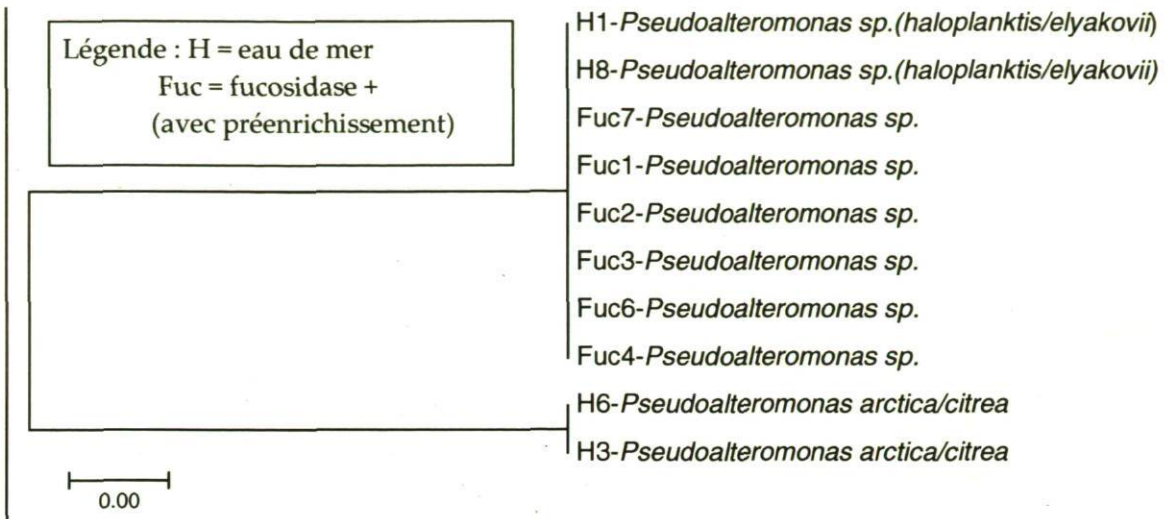 Légende : H = eau de mer
Fuc = fucosidase +
(avec préenrichissement)
H1-Pseudoalteromonas sp.(haloplanktis/elyakovii)
H8-Pseudoalteromonas sp.(haloplanktis/elyakovii)
Fuc7-Pseudoalteromonas sp.
Fuc1-Pseudoalteromonas sp.
Fuc2-Pseudoalteromonas sp.
Fuc3-Pseudoalteromonas sp.
Fuc6-Pseudoalteromonas sp.
Fuc4-Pseudoalteromonas sp.
H6-Pseudoalteromonas arctica/citrea
H3-Pseudoalteromonas arctica/citrea
0.00